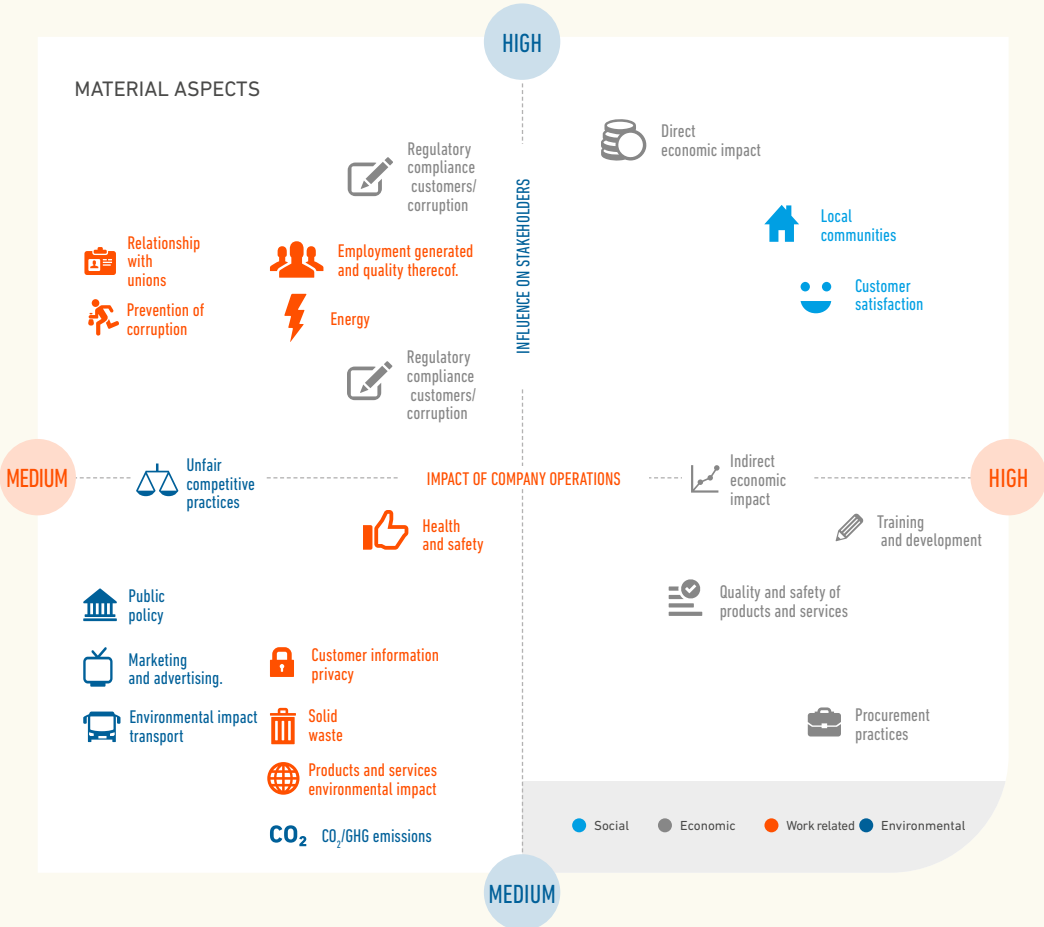 HIGH
MATERIAL ASPECTS
Direct
economic impact
Regulatory
compliance
customers/
corruption
INFLUENCE ON STAKEHOLDERS
Local
communities
Relationship
with
unions
Employment generated
and quality therecof.
Customer
satisfaction
Prevention of
corruption
Energy
Regulatory
compliance
customers/
corruption
MEDIUM
Unfair
competitive
practices
IMPACT OF COMPANY OPERATIONS
Indirect
economic
impact
HIGH
Health
and safety
Training
and development
Public
policy
Quality and safety of
products and services
Marketing
and advertising.
Customer information
privacy
Environmental impact
transport
Solid
waste
Procurement
practices
Products and services
environmental impact
CO₂ CO₂/GHG emissions
Social
Economic
Work related
Environmental
MEDIUM